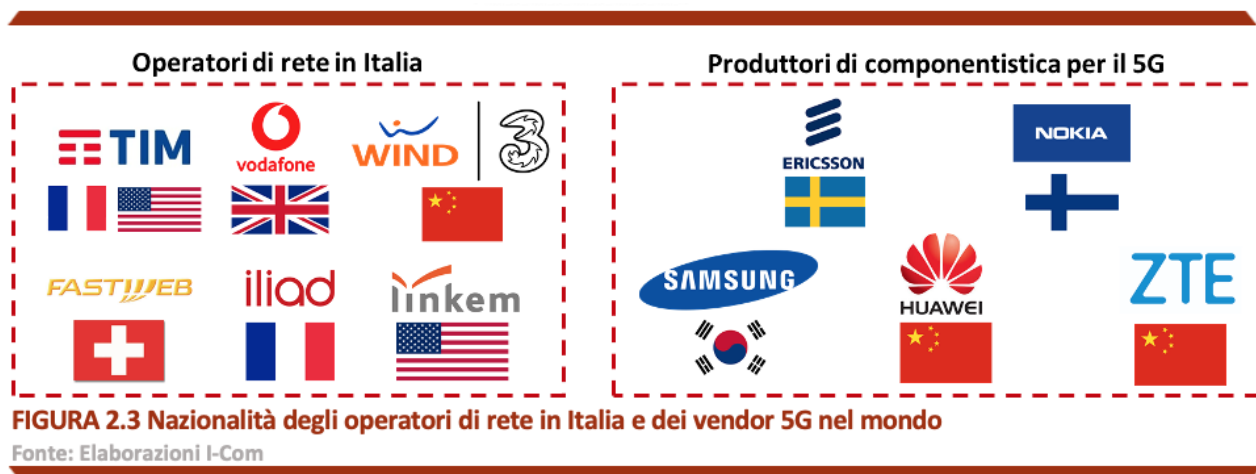 Operatori di rete in Italia
Produttori di componentistica per il 5G
TIM
vodafone
WIND 3
ERICSSON
NOKIA
FASTWEB
iliad
linkem
SAMSUNG
HUAWEI
ZTE
FIGURA 2.3 Nazionalità degli operatori di rete in Italia e dei vendor 5G nel mondo
Fonte: Elaborazioni I-Com